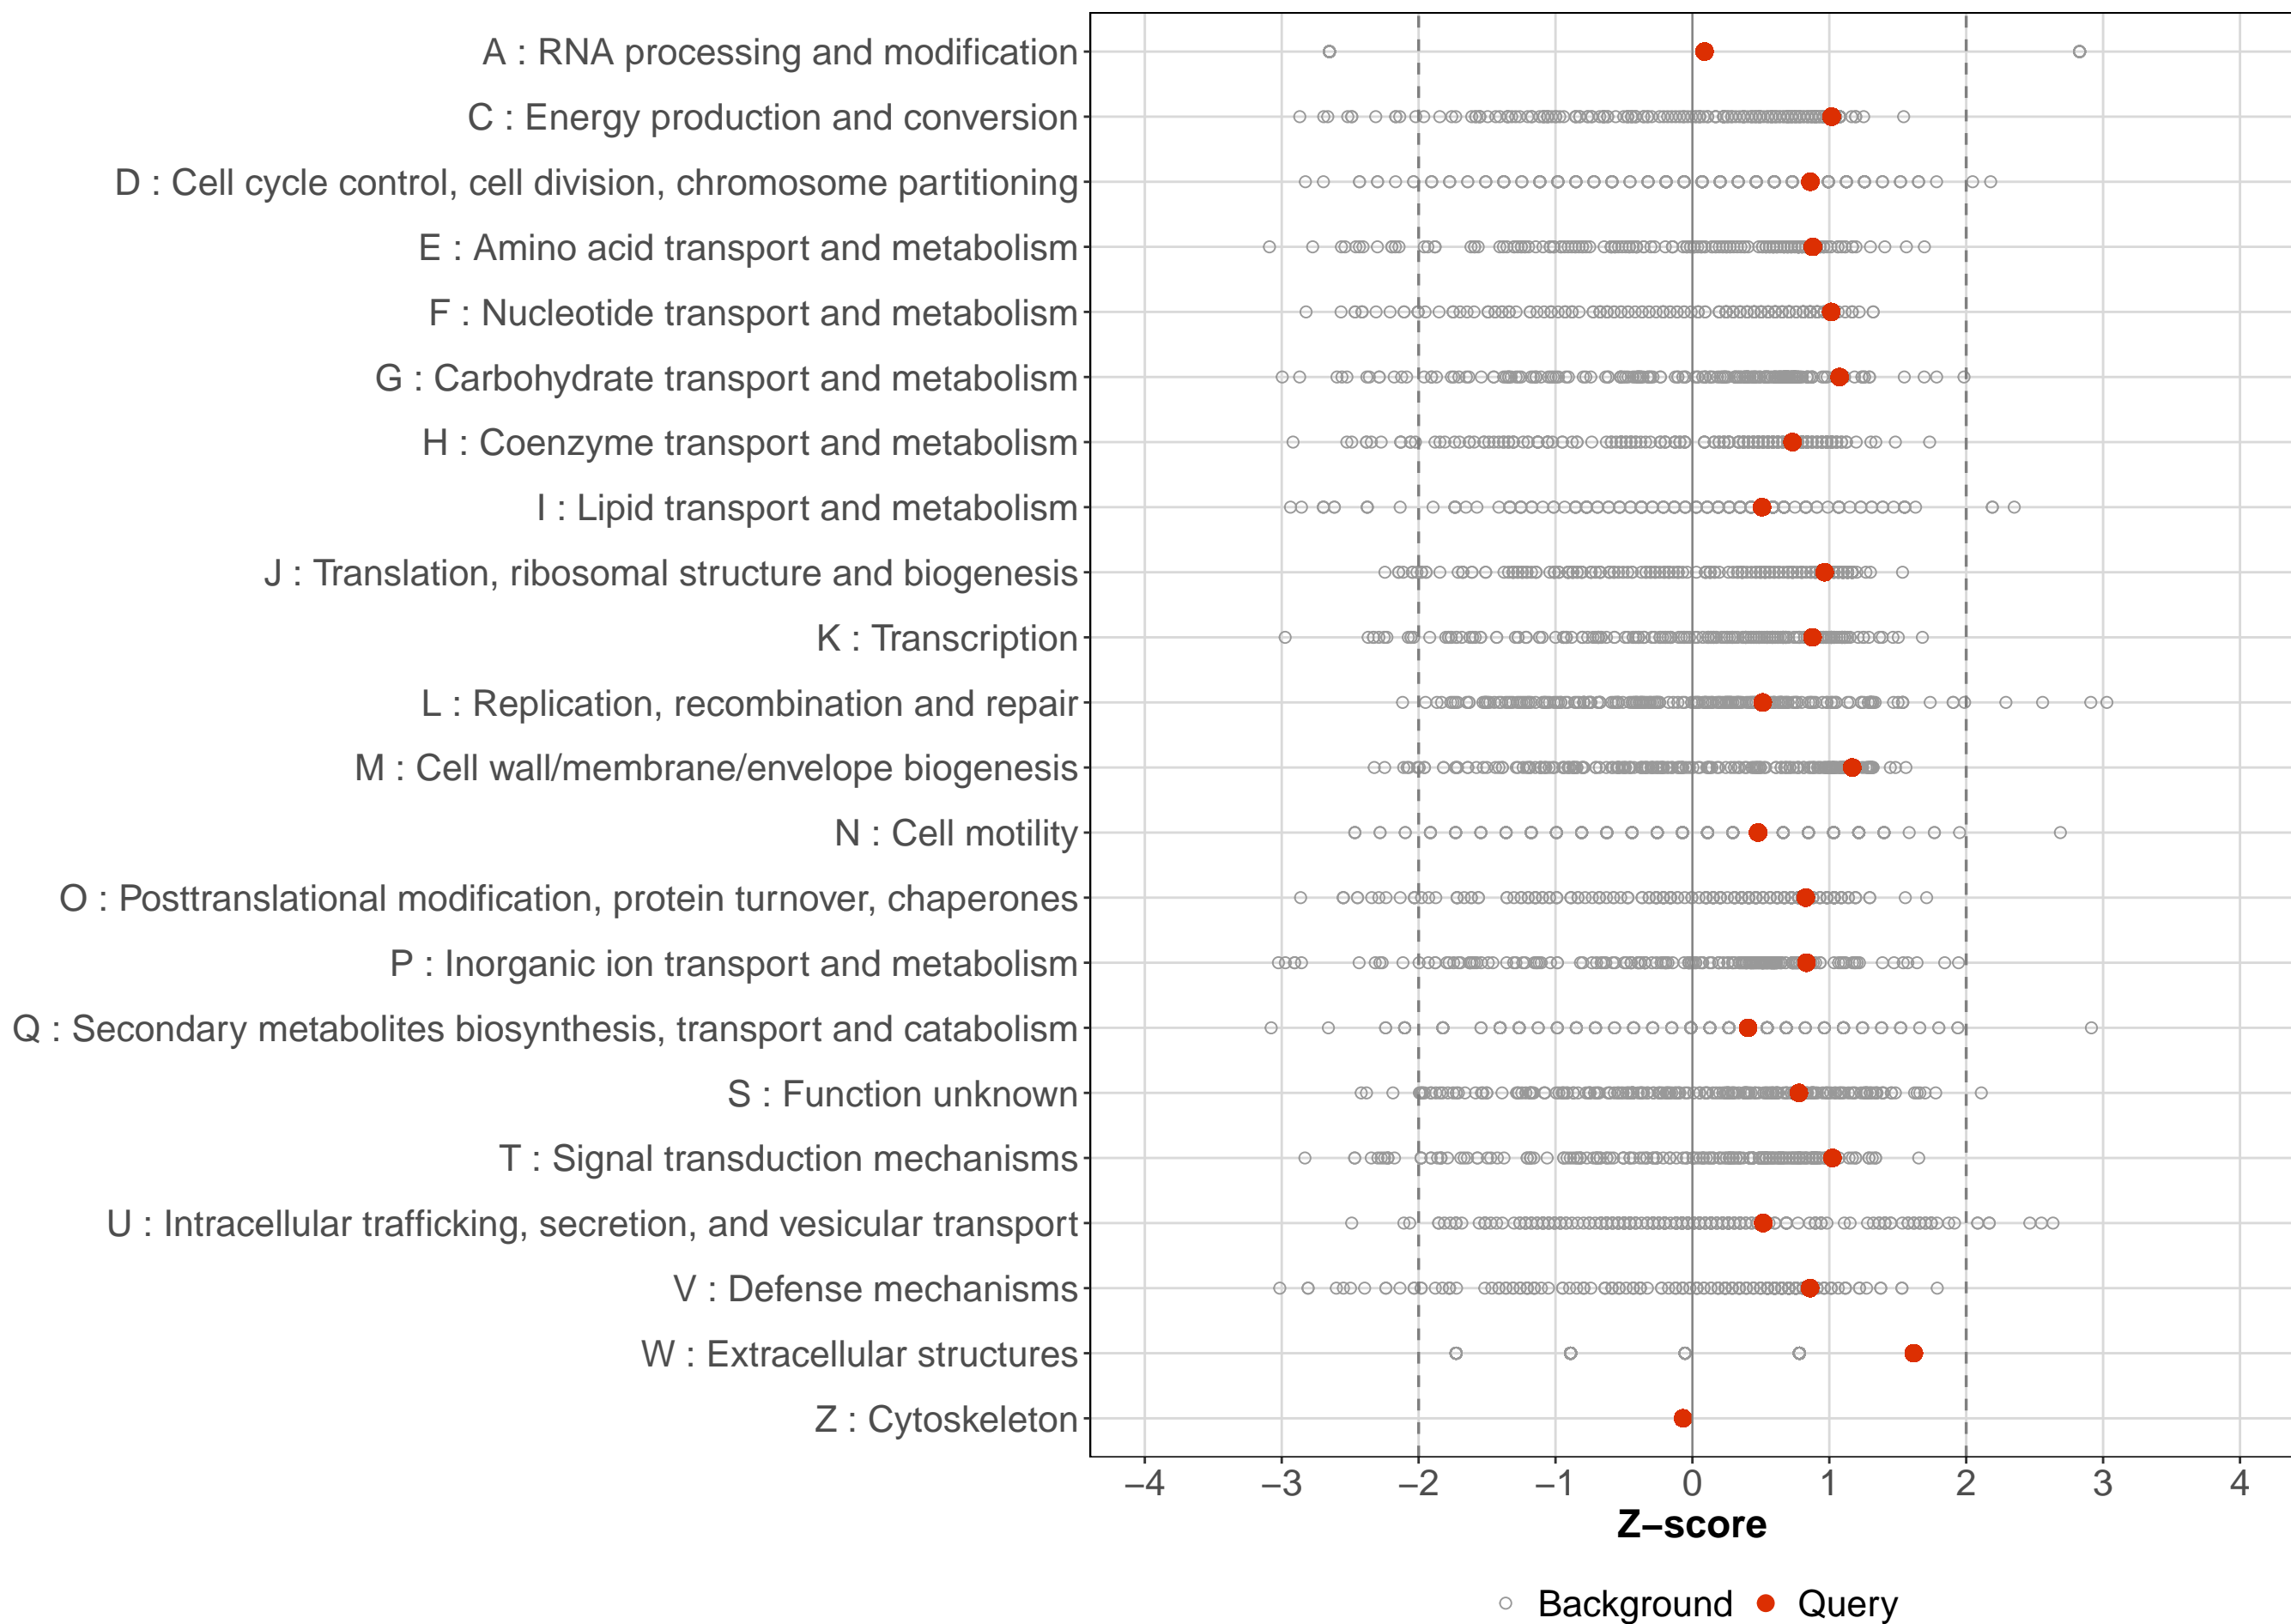 A : RNA processing and modification
C : Energy production and conversion
D : Cell cycle control, cell division, chromosome partitioning
E : Amino acid transport and metabolism
F : Nucleotide transport and metabolism
G : Carbohydrate transport and metabolism
H : Coenzyme transport and metabolism
I : Lipid transport and metabolism
J : Translation, ribosomal structure and biogenesis
K : Transcription
L : Replication, recombination and repair
M : Cell wall/membrane/envelope biogenesis
N : Cell motility
O : Posttranslational modification, protein turnover, chaperones
P : Inorganic ion transport and metabolism
Q : Secondary metabolites biosynthesis, transport and catabolism
S : Function unknown
T : Signal transduction mechanisms
U : Intracellular trafficking, secretion, and vesicular transport
V : Defense mechanisms
W : Extracellular structures
Z : Cytoskeleton
−4 −3 −2 −1 0 1 2 3 4
Z−score
Background Query